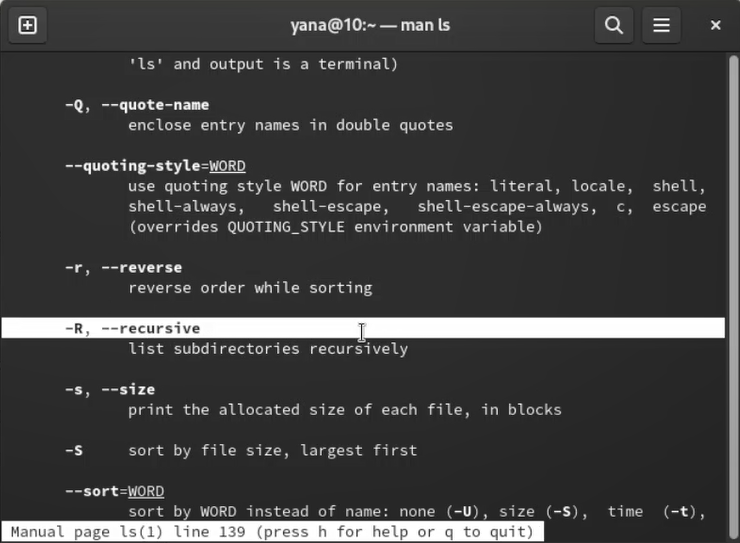 yana@10:~ — man ls
'ls' and output is a terminal)
-Q, --quote-name
enclose entry names in double quotes
--quoting-style=WORD
use quoting style WORD for entry names: literal, locale, shell,
shell-always, shell-escape, shell-escape-always, c, escape
(overrides QUOTING_STYLE environment variable)
-r, --reverse
reverse order while sorting
-R, --recursive
list subdirectories recursively
-s, --size
print the allocated size of each file, in blocks
-S sort by file size, largest first
--sort=WORD
sort by WORD instead of name: none (-U), size (-S), time (-t),
Manual page ls(1) line 139 (press h for help or q to quit)